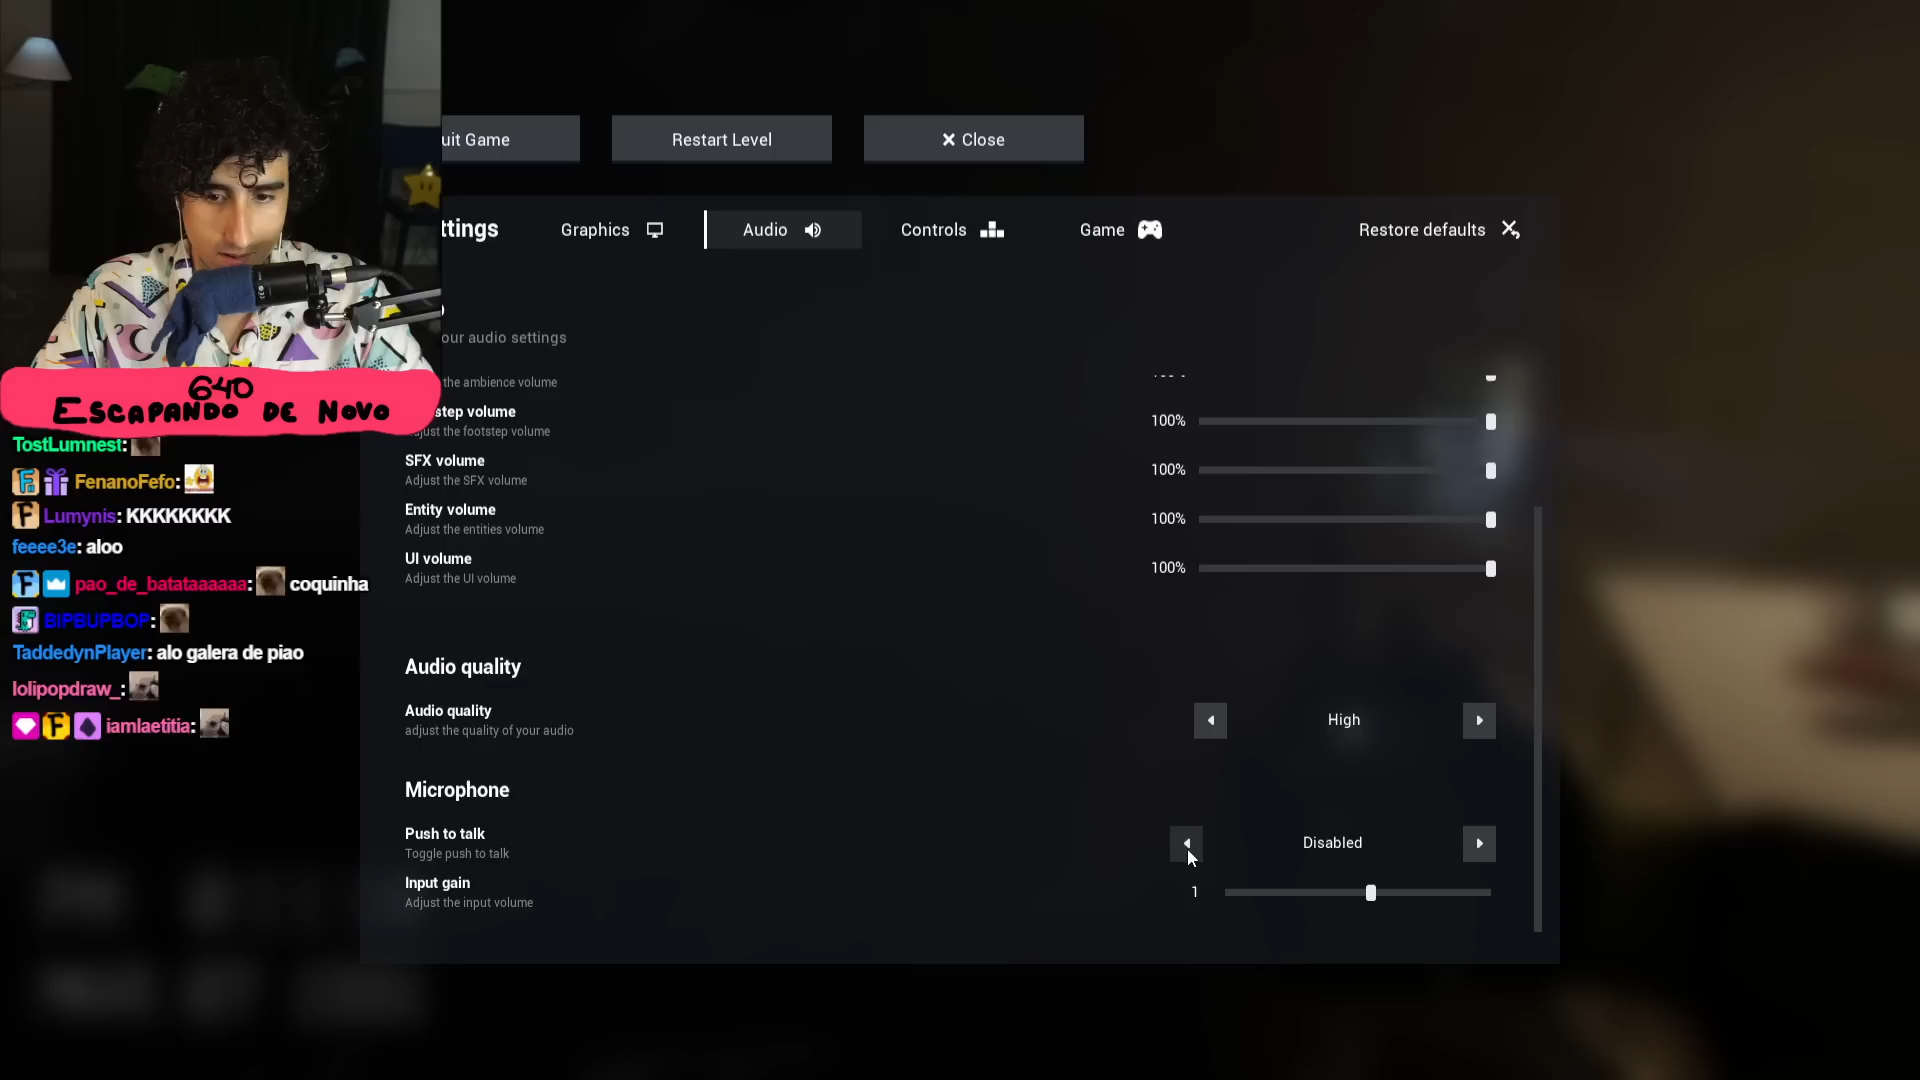 uit Game
Restart Level
Close
ttings
Graphics
Audio
Controls
Game
Restore defaults
our audio settings
the ambience volume
step volume
100%
just the footstep volume
SFX volume
100%
Adjust the SFX volume
Entity volume
100%
Adjust the entities volume
UI volume
100%
Adjust the UI volume
Audio quality
Audio quality
High
adjust the quality of your audio
Microphone
Push to talk
Disabled
Toggle push to talk
Input gain
1
Adjust the input volume
640
ESCAPANDO DE NOVO
TostLumnest:
FenanoFefo:
Lumynis: KKKKKKKK
feeee3e: aloo
pao_de_batataaaaaa: coquinha
BIPBUPBOP:
TaddedynPlayer: alo galera de piao
lolipopdraw_:
iamlaetitia: